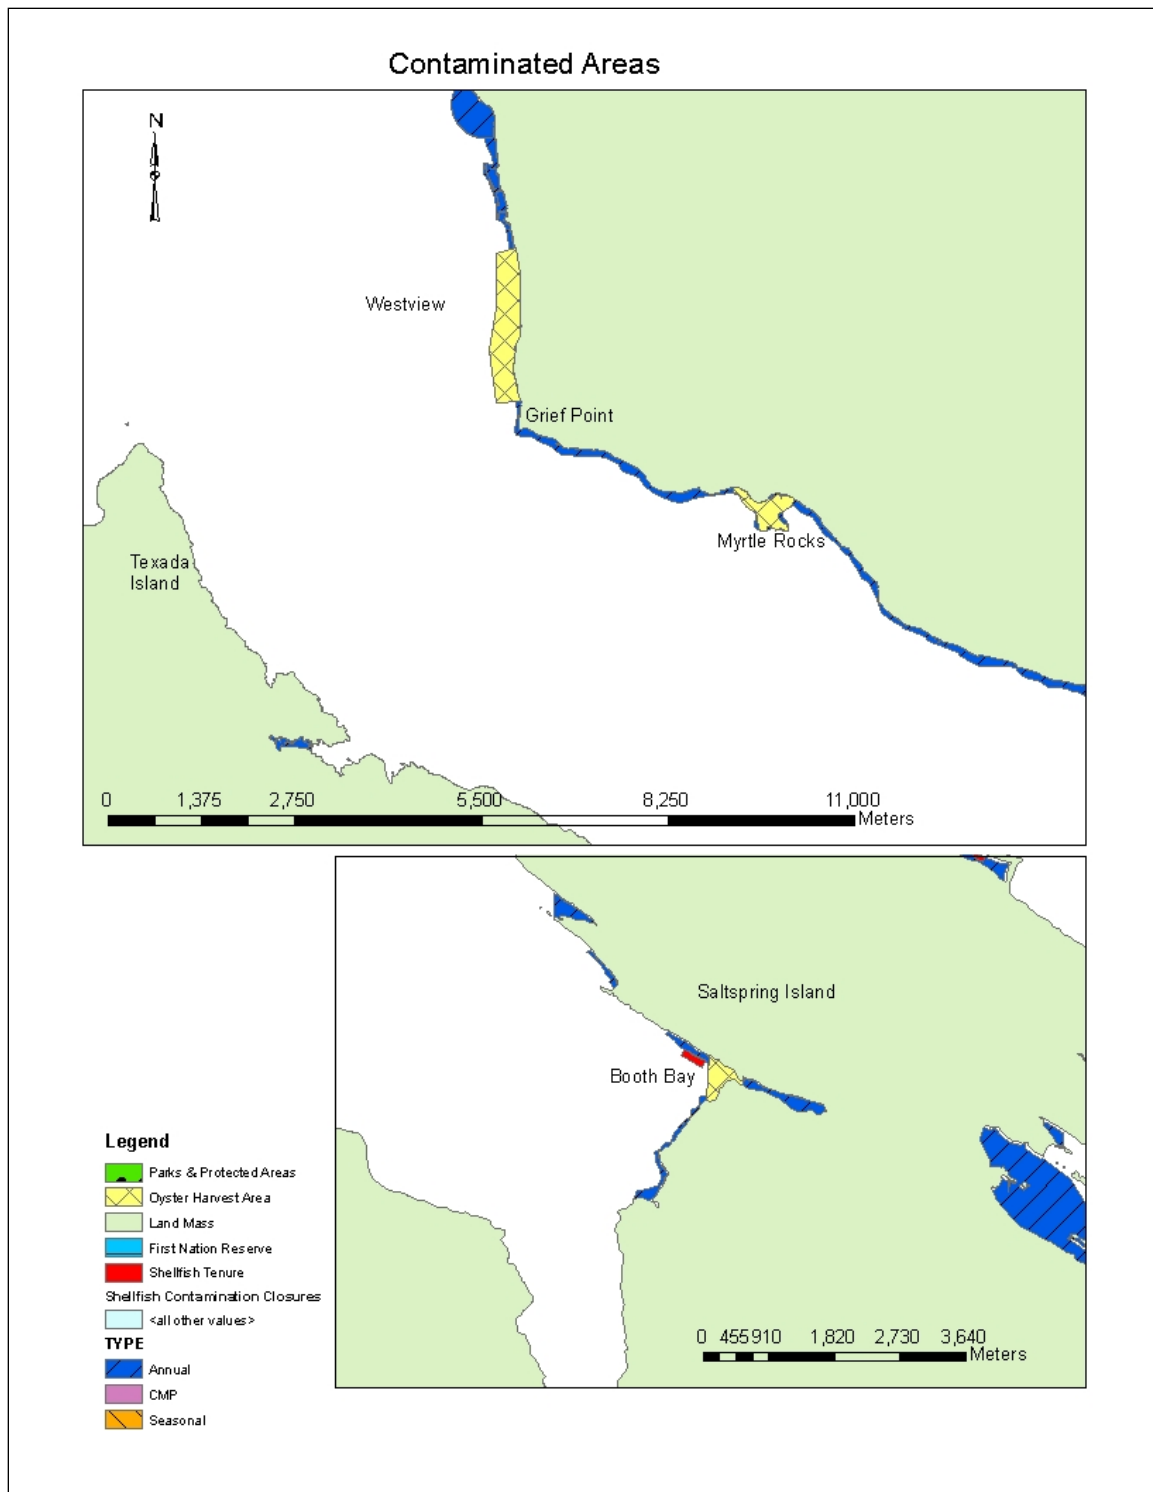 Contaminated Areas
N
Westview
Grief Point
Myrtle Rocks
Texada
Island
0 1,375 2,750 5,500 8,250 11,000
Meters
Saltspring Island
Booth Bay
0 455 910 1,820 2,730 3,640
Meters
Legend
Parks & Protected Areas
Oyster Harvest Area
Land Mass
First Nation Reserve
Shellfish Tenure
Shellfish Contamination Closures
<all other values>
TYPE
Annual
CMP
Seasonal